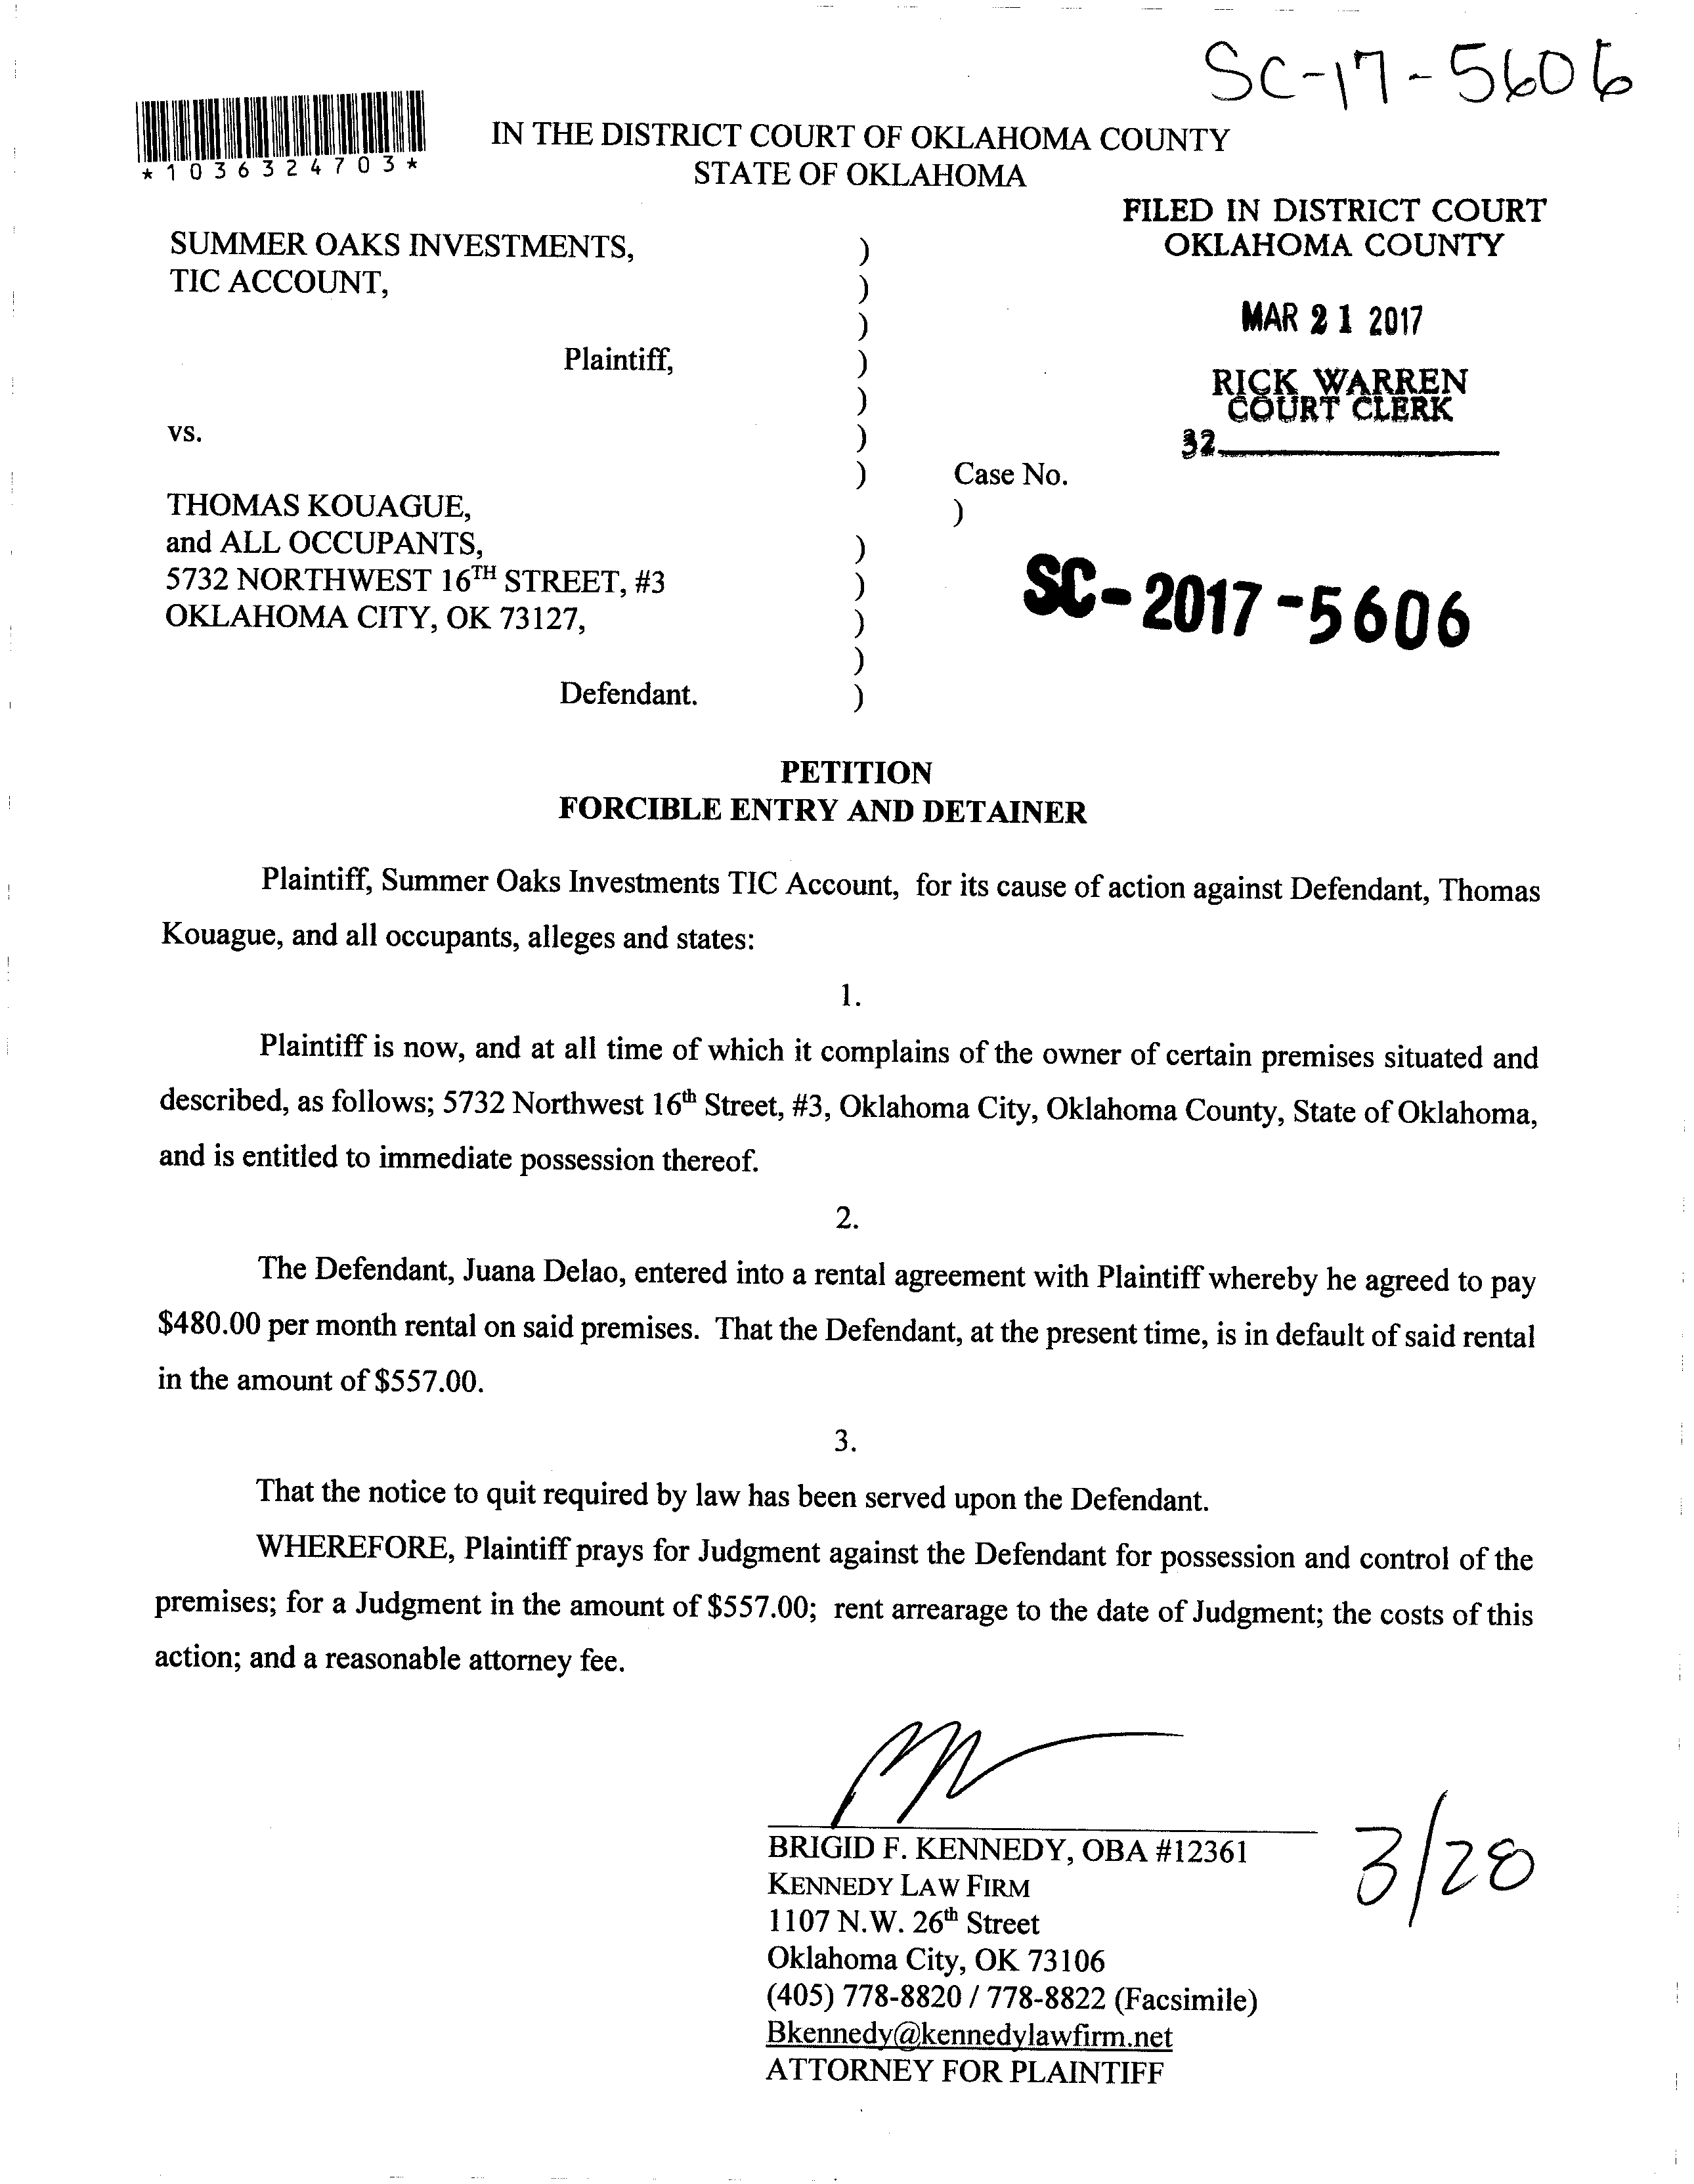 SC-17-5606
*1036324703*
IN THE DISTRICT COURT OF OKLAHOMA COUNTY
STATE OF OKLAHOMA
FILED IN DISTRICT COURT
OKLAHOMA COUNTY
MAR 21 2017
RICK WARREN
COURT CLERK
32
SUMMER OAKS INVESTMENTS, )
TIC ACCOUNT, )
)
Plaintiff, )
)
vs. )
) Case No.
THOMAS KOUAGUE, )
and ALL OCCUPANTS, )
5732 NORTHWEST 16TH STREET, #3 )
OKLAHOMA CITY, OK 73127, )
)
Defendant. )
SC-2017-5606
PETITION
FORCIBLE ENTRY AND DETAINER
Plaintiff, Summer Oaks Investments TIC Account, for its cause of action against Defendant, Thomas
Kouague, and all occupants, alleges and states:
1.
Plaintiff is now, and at all time of which it complains of the owner of certain premises situated and
described, as follows; 5732 Northwest 16th Street, #3, Oklahoma City, Oklahoma County, State of Oklahoma,
and is entitled to immediate possession thereof.
2.
The Defendant, Juana Delao, entered into a rental agreement with Plaintiff whereby he agreed to pay
$480.00 per month rental on said premises. That the Defendant, at the present time, is in default of said rental
in the amount of $557.00.
3.
That the notice to quit required by law has been served upon the Defendant.
WHEREFORE, Plaintiff prays for Judgment against the Defendant for possession and control of the
premises; for a Judgment in the amount of $557.00; rent arrearage to the date of Judgment; the costs of this
action; and a reasonable attorney fee.
BRIGID F. KENNEDY, OBA #12361
KENNEDY LAW FIRM
1107 N.W. 26th Street
Oklahoma City, OK 73106
(405) 778-8820 / 778-8822 (Facsimile)
Bkennedy@kennedylawfirm.net
ATTORNEY FOR PLAINTIFF
3/28